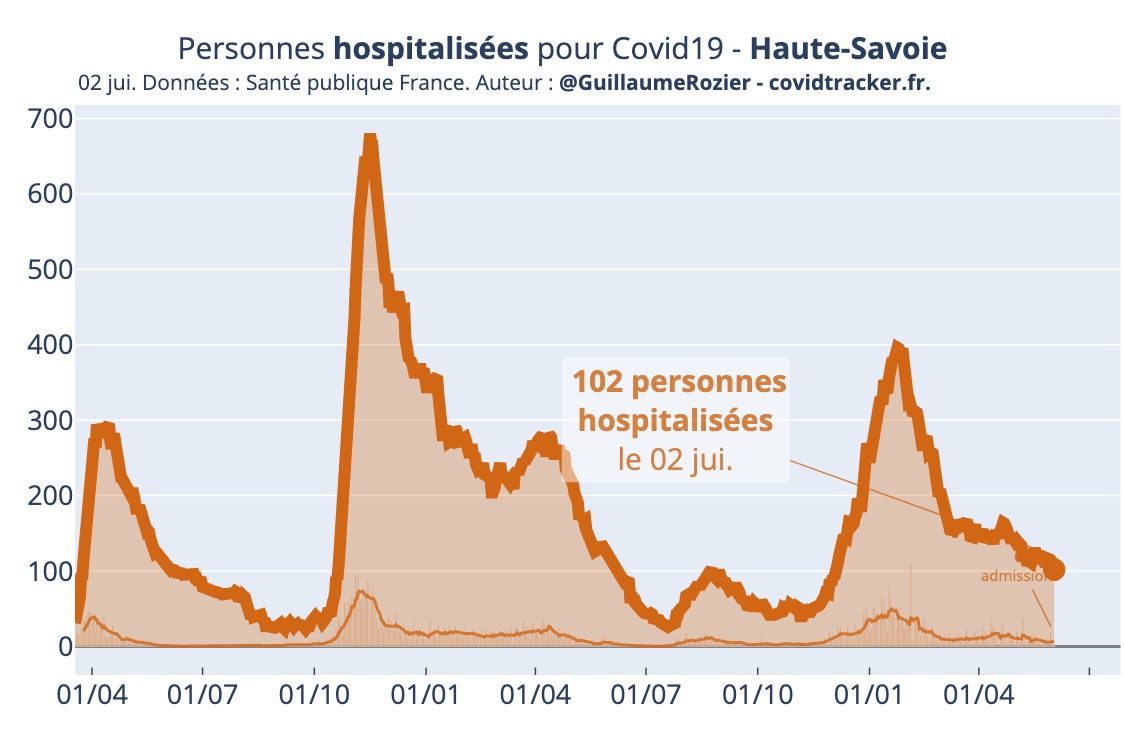 Personnes hospitalisées pour Covid19 - Haute-Savoie
02 jui. Données : Santé publique France. Auteur : @GuillaumeRozier - covidtracker.fr.
700
600
500
400
300
200
100
0
102 personnes
hospitalisées
le 02 jui.
admission
01/04 01/07 01/10 01/01 01/04 01/07 01/10 01/01 01/04